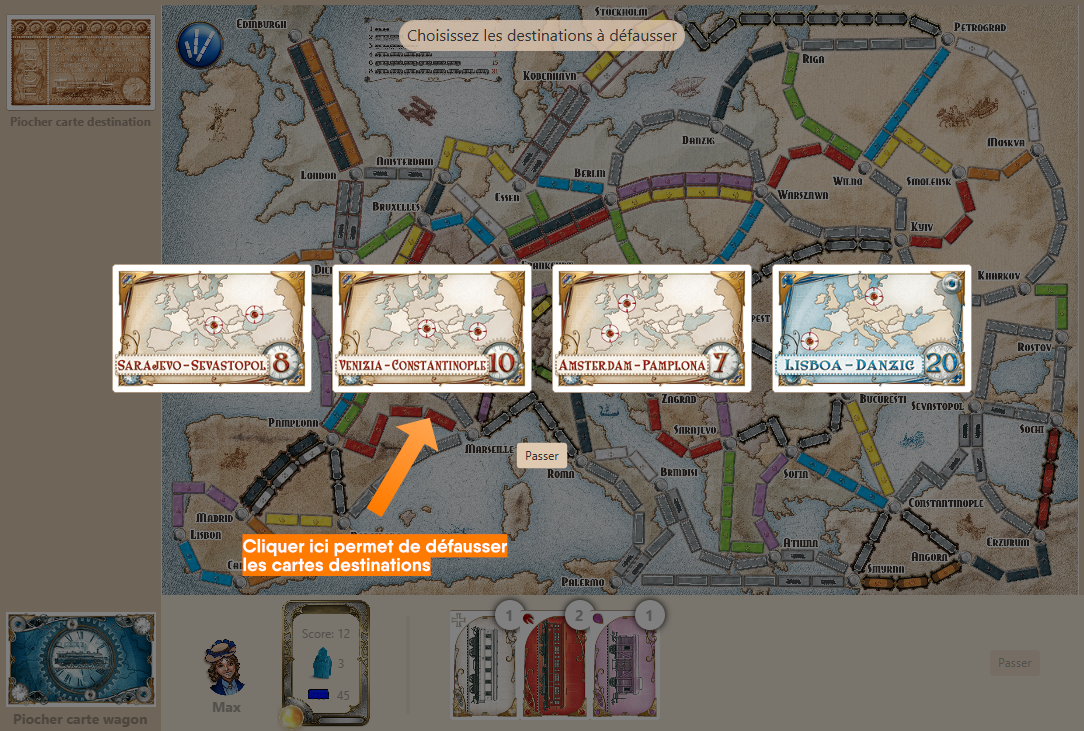 Choisissez les destinations à défausser
EDINBURGH
STOCKHOLM
PETROGRAD
KOBENHAVN
RIGA
Piocher carte destination
DANZIG
MOSKVA
AMSTERDAM
LONDON
ESSEN
BERLIN
WILNO
SMOLENSK
BRUXELLES
WARSZAWA
KYIV
KHARKOV
ROSTOV
SARAJEVO-SEVASTOPOL 8
VENIZIA-CONSTANTINOPLE 10
AMSTERDAM-PAMPLONA 7
LISBOA-DANZIG 20
ZAGRAD
BUCURESTI
SEVASTOPOL
PAMPLONA
SARAJEVO
SOCHI
MARSEILLE
Passer
ROMA
BRINDISI
SOFIA
CONSTANTINOPLE
MADRID
LISBON
Cliquer ici permet de défausser
les cartes destinations
ATHINA
ERZURUM
ANGORA
SMYRNA
PALERMO
Score: 12
3
45
1
2
1
Max
Passer
Piocher carte wagon